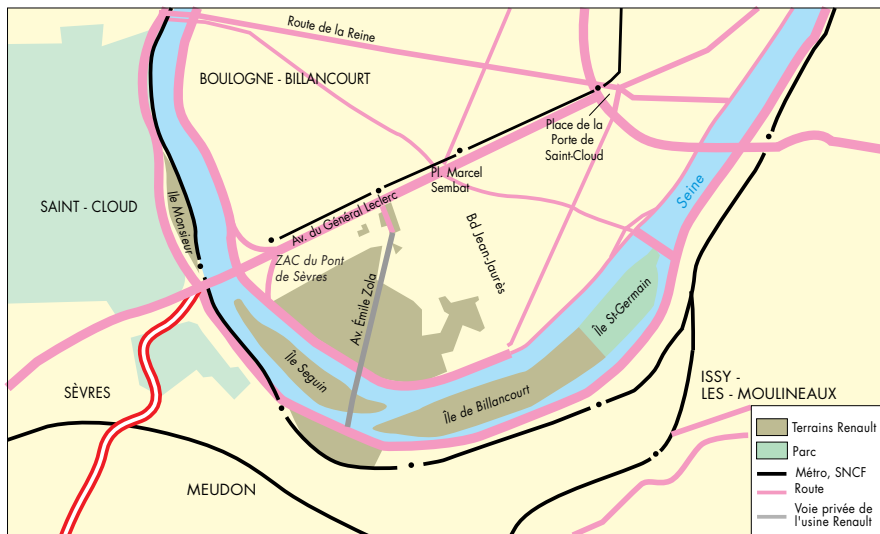 Route de la Reine
BOULOGNE - BILLANCOURT
Place de la
Porte de
Saint-Cloud
Pl. Marcel
Sembat
SAINT - CLOUD
Ile Monsieur
Av. du Général Leclerc
Seine
Bd Jean-Jaurès
ZAC du Pont
de Sèvres
Av. Émile Zola
Île St-Germain
Île Seguin
Île de Billancourt
SÈVRES
ISSY -
LES - MOULINEAUX
MEUDON
Terrains Renault
Parc
Métro, SNCF
Route
Voie privée de
l'usine Renault